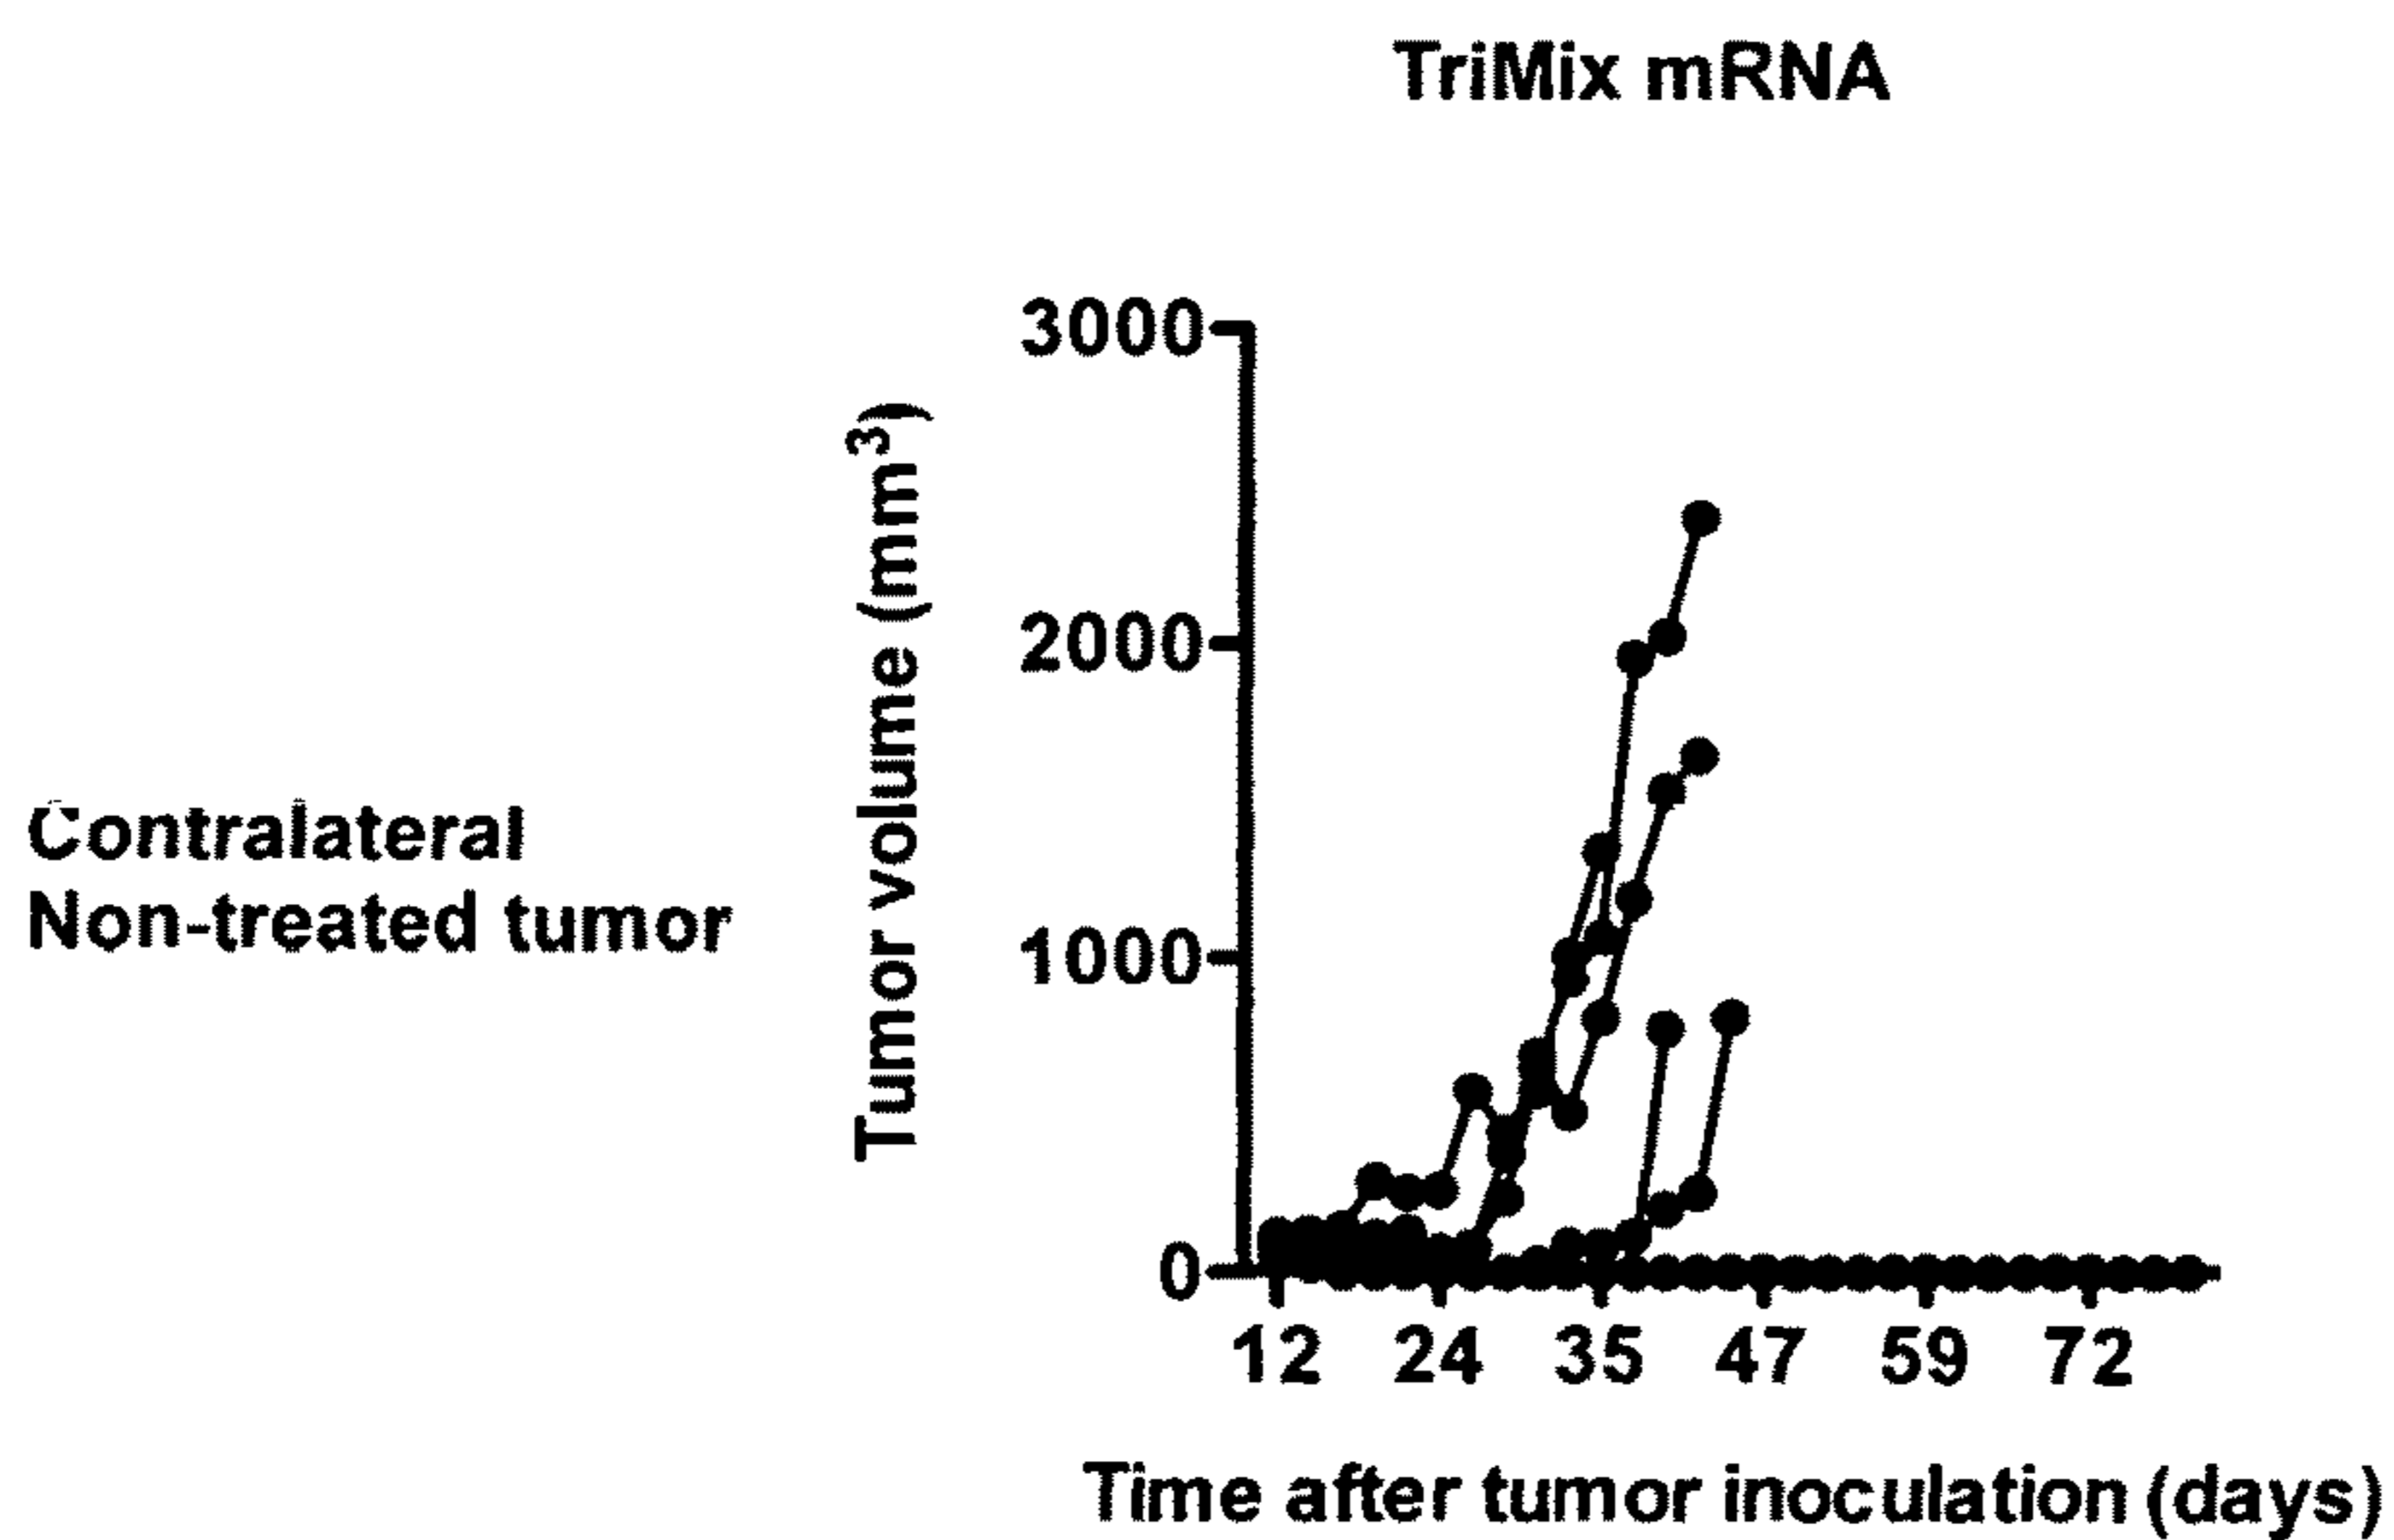 TriMix mRNA
Contralateral
Non-treated tumor
Tumor volume (mm³)
3000
2000
1000
0
12 24 35 47 59 72
Time after tumor inoculation (days)